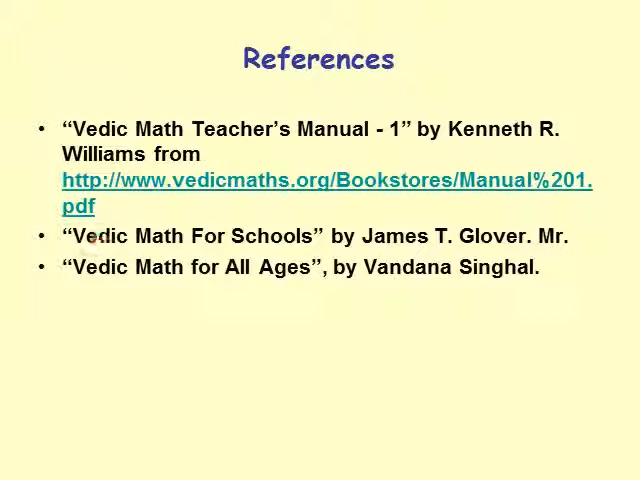 References
• “Vedic Math Teacher’s Manual - 1” by Kenneth R.
Williams from
http://www.vedicmaths.org/Bookstores/Manual%201.
pdf
• “Vedic Math For Schools” by James T. Glover. Mr.
• “Vedic Math for All Ages”, by Vandana Singhal.